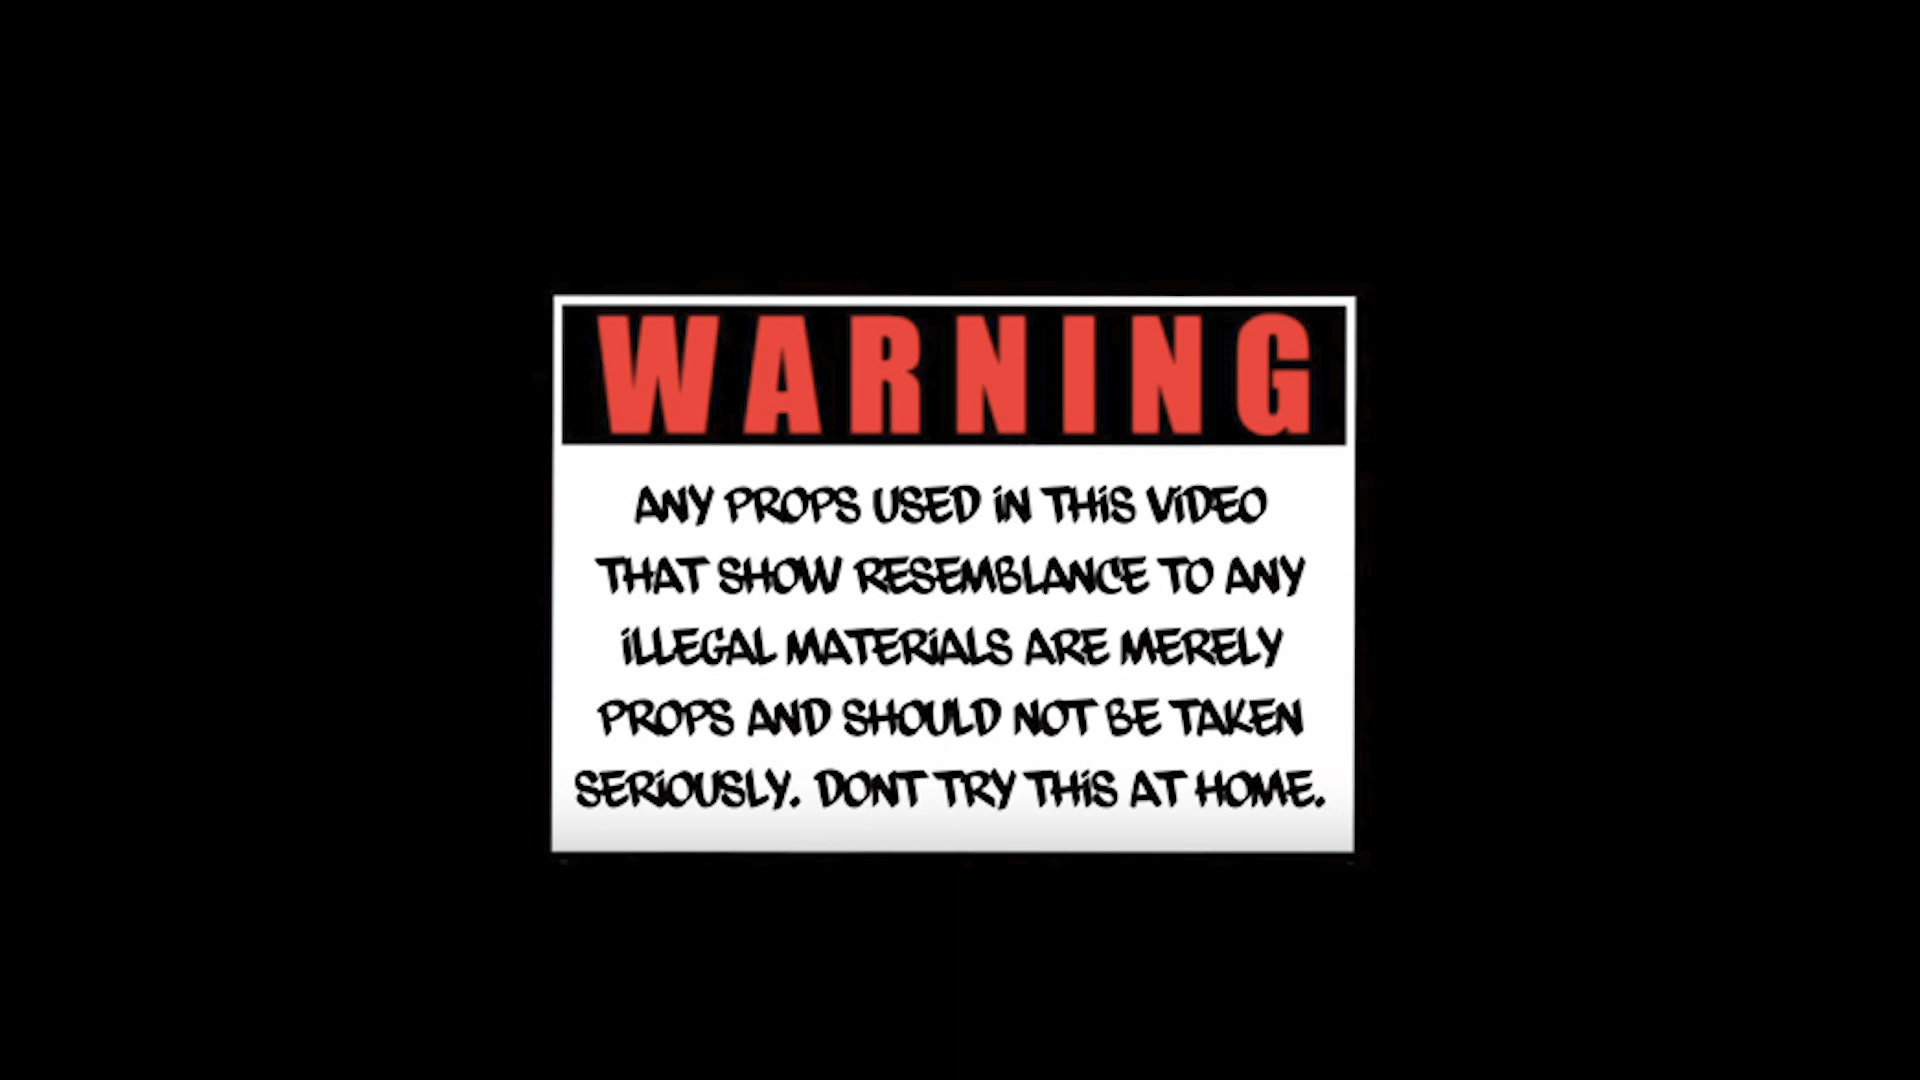 WARNING
ANY PROPS USED iN THiS ViDEO
THAT SHOW RESEMBLANCE TO ANY
iLLEGAL MATERiALS ARE MERELY
PROPS AND SHOULD NOT BE TAKEN
SERiOUSLY. DONT TRY THiS AT HOME.